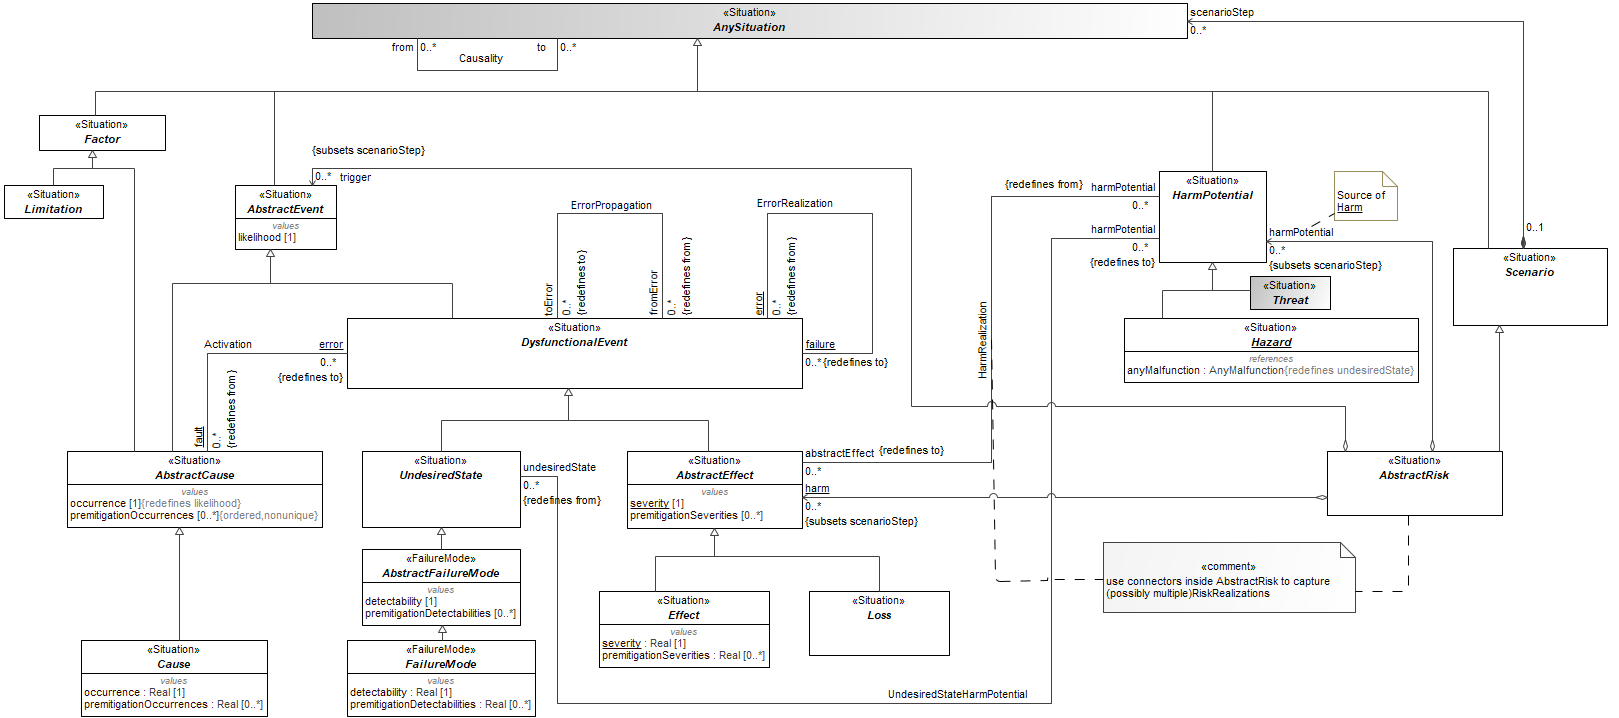 «Situation»
AnySituation
scenarioStep
0..*
from
0..*
to
0..*
Causality
«Situation»
Factor
{subsets scenarioStep}
0..*
trigger
«Situation»
Limitation
«Situation»
AbstractEvent
values
likelihood [1]
ErrorPropagation
ErrorRealization
toError
0..*
{redefines to}
fromError
0..*
{redefines from}
error
0..*
{redefines from}
{redefines from}
harmPotential
0..*
harmPotential
0..*
{redefines to}
«Situation»
HarmPotential
Source of
Harm
harmPotential
0..*
{subsets scenarioStep}
0..1
«Situation»
Scenario
«Situation»
Threat
«Situation»
Hazard
references
anyMalfunction : AnyMalfunction{redefines undesiredState}
HarmRealization
«Situation»
DysfunctionalEvent
Activation
error
0..*
{redefines to}
failure
0..*
{redefines to}
fault
0..*
{redefines from}
«Situation»
AbstractCause
values
occurrence [1]{redefines likelihood}
premitigationOccurrences [0..*]{ordered,nonunique}
«Situation»
UndesiredState
undesiredState
0..*
{redefines from}
«Situation»
AbstractEffect
values
severity [1]
premitigationSeverities [0..*]
abstractEffect
{redefines to}
0..*
harm
0..*
{subsets scenarioStep}
«Situation»
AbstractRisk
«FailureMode»
AbstractFailureMode
values
detectability [1]
premitigationDetectabilities [0..*]
«comment»
use connectors inside AbstractRisk to capture
(possibly multiple)RiskRealizations
«Situation»
Effect
values
severity : Real [1]
premitigationSeverities : Real [0..*]
«Situation»
Loss
«Situation»
Cause
values
occurrence : Real [1]
premitigationOccurrences : Real [0..*]
«FailureMode»
FailureMode
values
detectability : Real [1]
premitigationDetectabilities : Real [0..*]
UndesiredStateHarmPotential